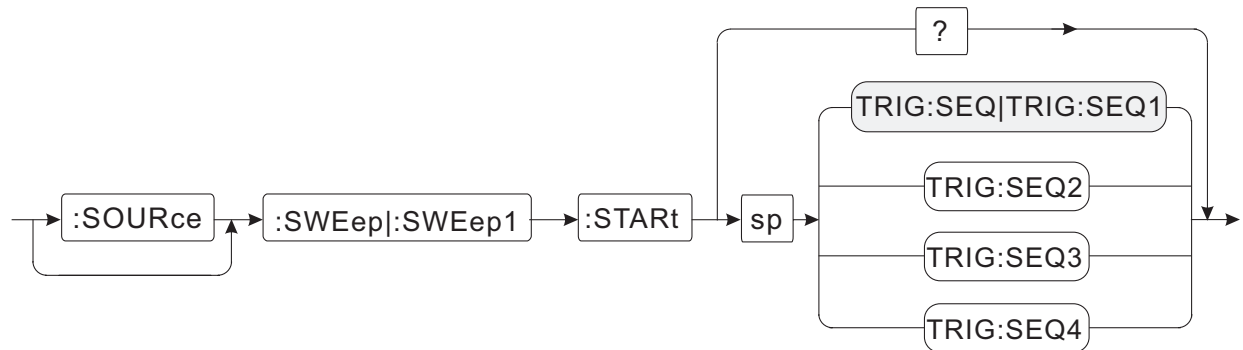 ?
TRIG:SEQ|TRIG:SEQ1
TRIG:SEQ2
:SOURce
:SWEep|:SWEep1
:STARt
sp
TRIG:SEQ3
TRIG:SEQ4